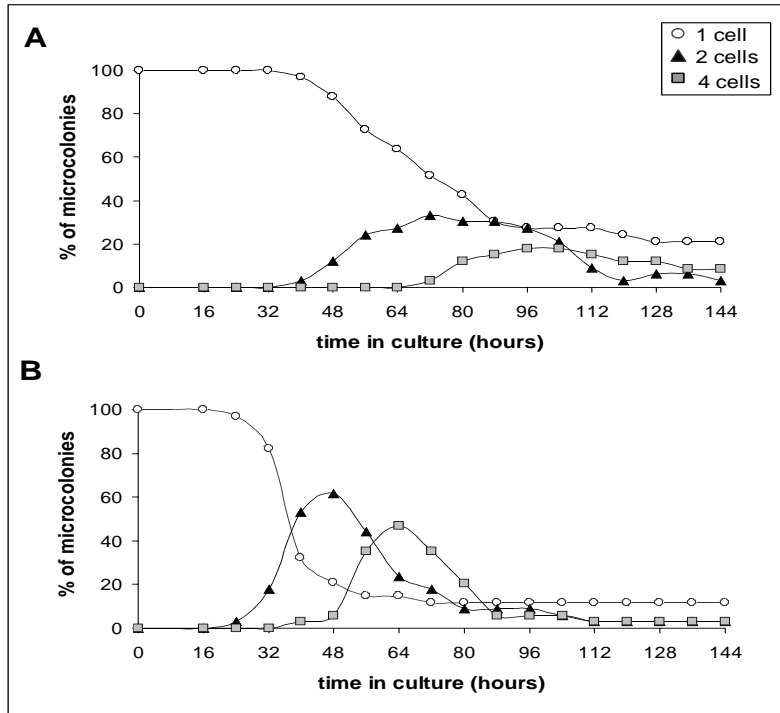 A
1 cell
2 cells
4 cells
% of microcolonies
100
80
60
40
20
0
0 16 32 48 64 80 96 112 128 144
time in culture (hours)
B
% of microcolonies
100
80
60
40
20
0
0 16 32 48 64 80 96 112 128 144
time in culture (hours)